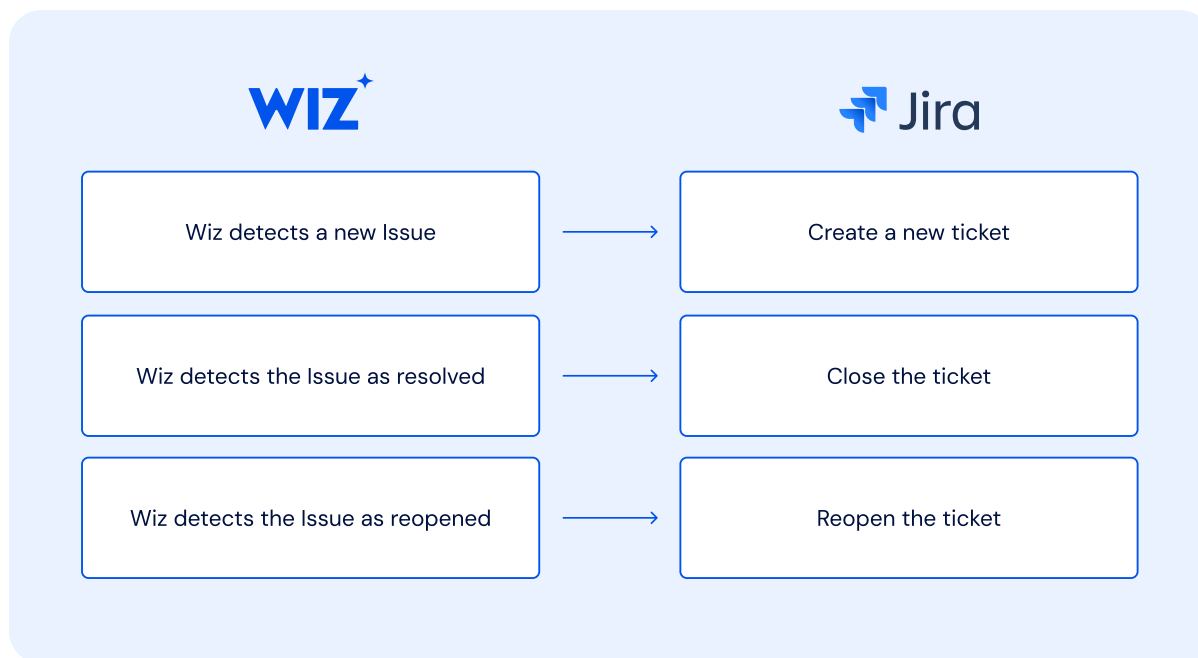 WIZ
Jira
Wiz detects a new Issue
Create a new ticket
Wiz detects the Issue as resolved
Close the ticket
Wiz detects the Issue as reopened
Reopen the ticket